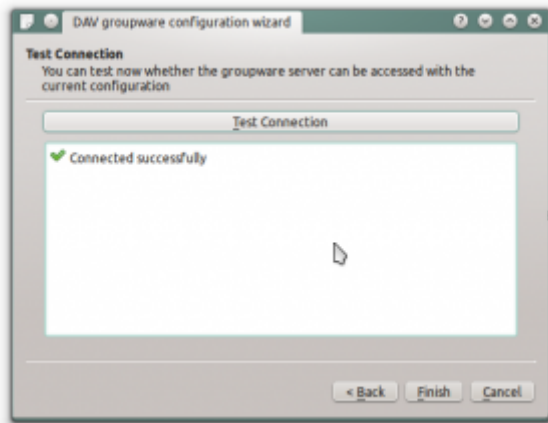 DAV groupware configuration wizard
Test Connection
You can test now whether the groupware server can be accessed with the
current configuration
Test Connection
Connected successfully
< Back
Finish
Cancel